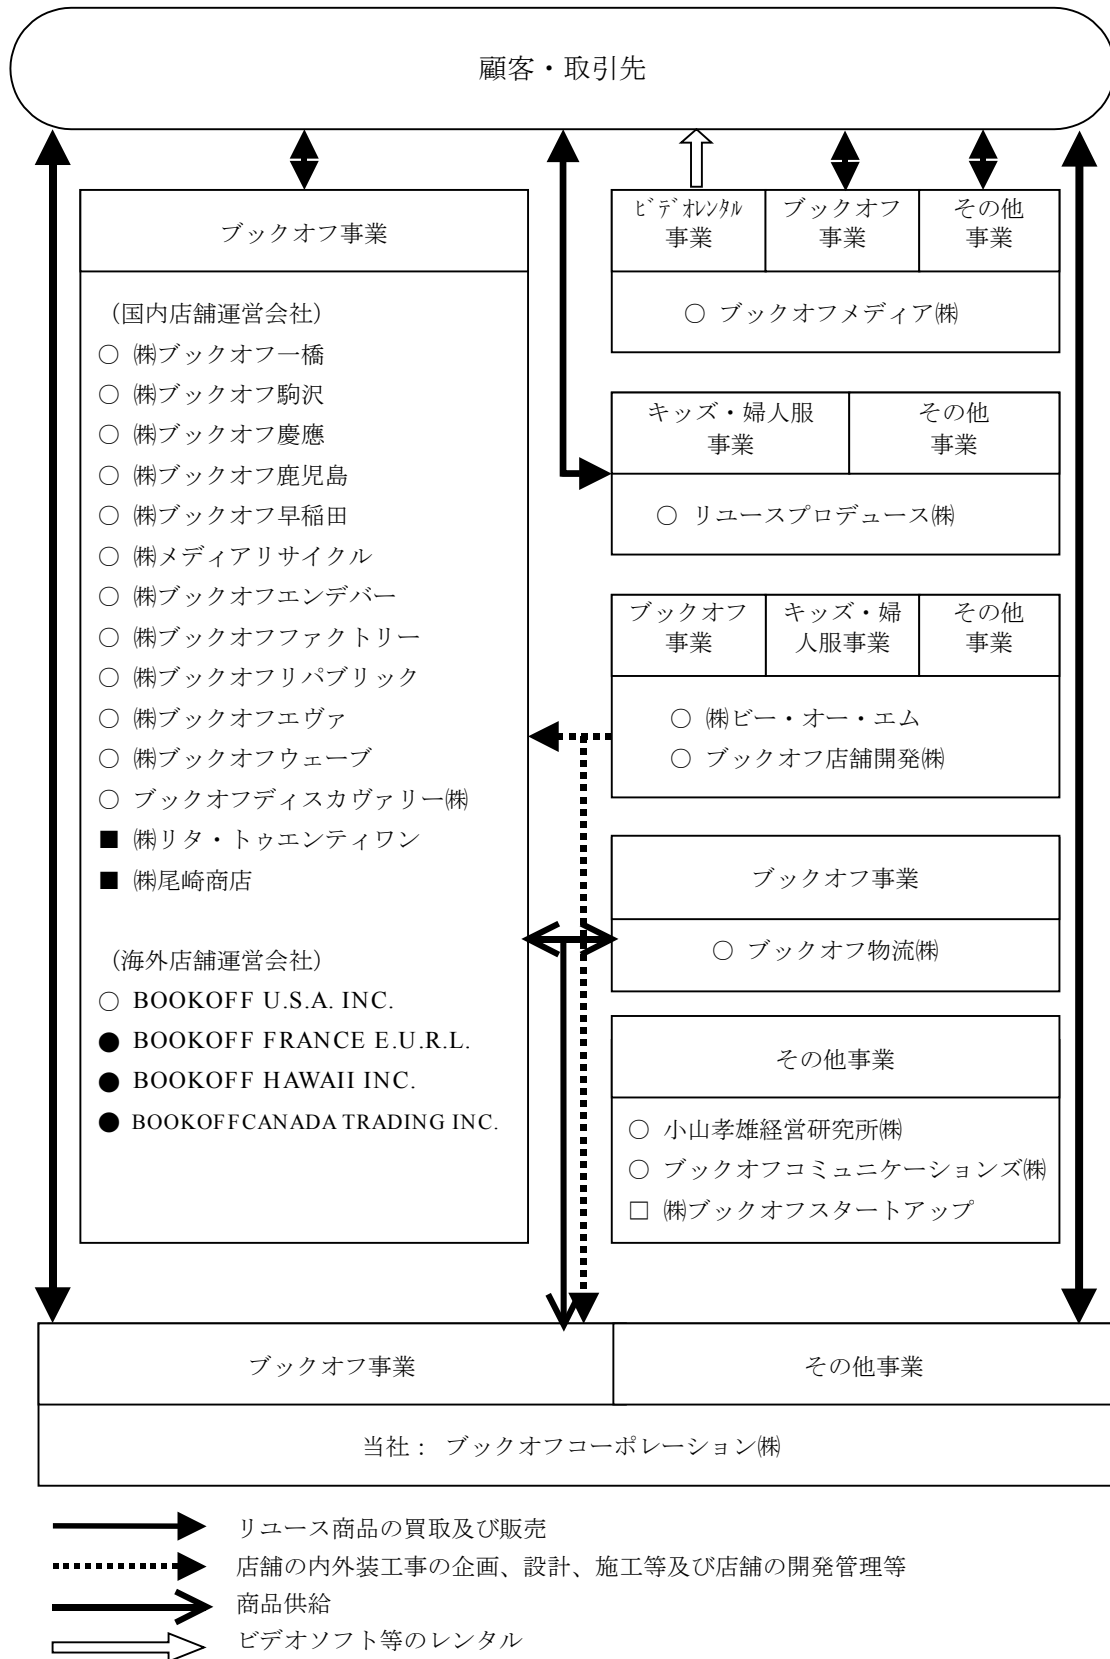 顧客・取引先
ブックオフ事業
（国内店舗運営会社）
○ ㈱ブックオフ一橋
○ ㈱ブックオフ駒沢
○ ㈱ブックオフ慶應
○ ㈱ブックオフ鹿児島
○ ㈱ブックオフ早稲田
○ ㈱メディアリサイクル
○ ㈱ブックオフエンデバー
○ ㈱ブックオフファクトリー
○ ㈱ブックオフリパブリック
○ ㈱ブックオフエヴァ
○ ㈱ブックオフウェーブ
○ ブックオフディスカヴァリー㈱
■ ㈱リタ・トゥエンティワン
■ ㈱尾崎商店
（海外店舗運営会社）
○ BOOKOFF U.S.A. INC.
● BOOKOFF FRANCE E.U.R.L.
● BOOKOFF HAWAII INC.
● BOOKOFFCANADA TRADING INC.
ﾋﾞﾃﾞｵﾚﾝﾀﾙ
事業
ブックオフ
事業
その他
事業
○ ブックオフメディア㈱
キッズ・婦人服
事業
その他
事業
○ リユースプロデュース㈱
ブックオフ
事業
キッズ・婦
人服事業
その他
事業
○ ㈱ビー・オー・エム
○ ブックオフ店舗開発㈱
ブックオフ事業
○ ブックオフ物流㈱
その他事業
○ 小山孝雄経営研究所㈱
○ ブックオフコミュニケーションズ㈱
□ ㈱ブックオフスタートアップ
ブックオフ事業
その他事業
当社： ブックオフコーポレーション㈱
リユース商品の買取及び販売
店舗の内外装工事の企画、設計、施工等及び店舗の開発管理等
商品供給
ビデオソフト等のレンタル